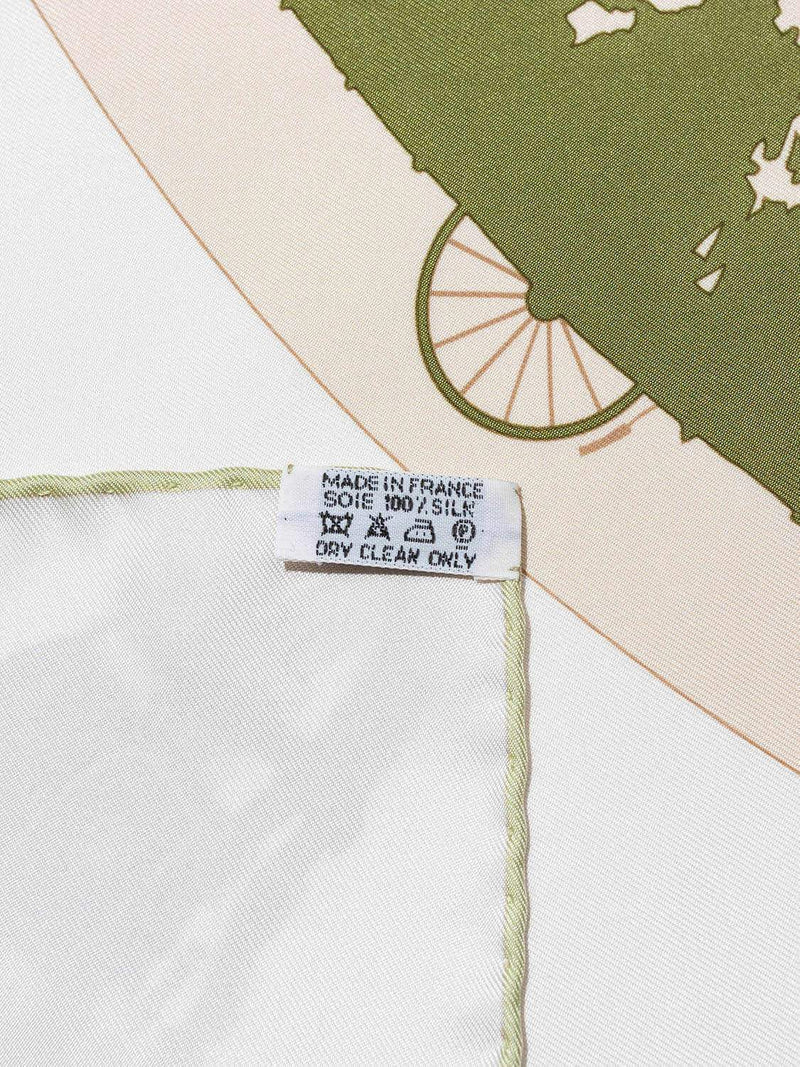 MADE IN FRANCE
SOIE 100% SILK
P
DRY CLEAN ONLY